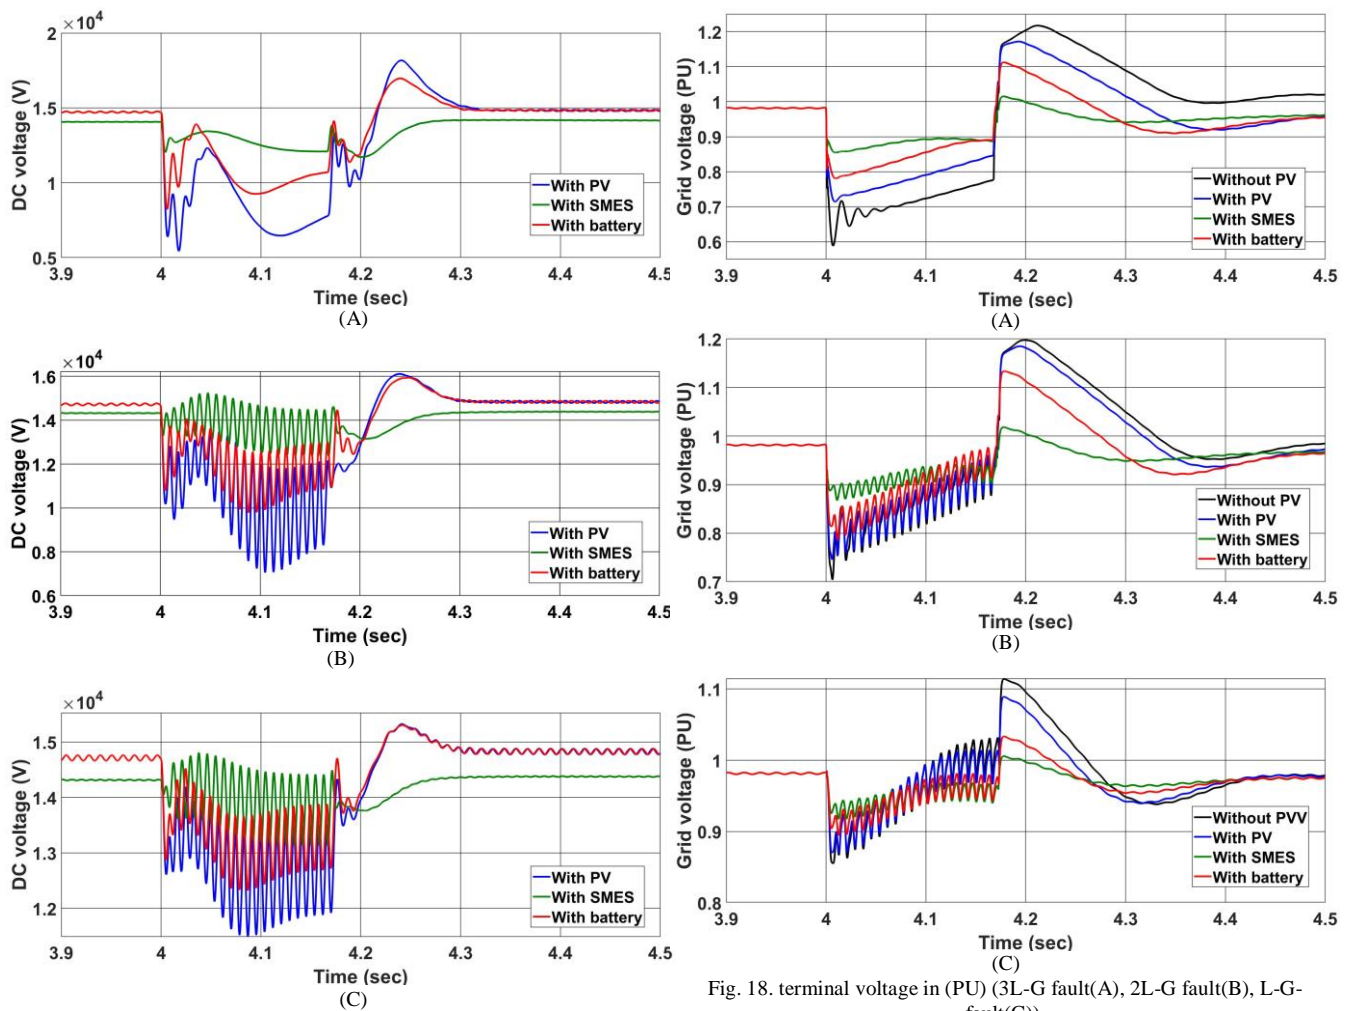 ×10⁴
DC voltage (V)
2
1.5
1
0.5
With PV
With SMES
With battery
3.9 4 4.1 4.2 4.3 4.4 4.5
Time (sec)
(A)
×10⁴
DC voltage (V)
1.6
1.4
1.2
1
0.8
0.6
With PV
With SMES
With battery
3.9 4 4.1 4.2 4.3 4.4 4.5
Time (sec)
(B)
×10⁴
DC voltage (V)
1.5
1.4
1.3
1.2
With PV
With SMES
With battery
3.9 4 4.1 4.2 4.3 4.4 4.5
Time (sec)
(C)
Grid voltage (PU)
1.2
1.1
1
0.9
0.8
0.7
0.6
Without PV
With PV
With SMES
With battery
3.9 4 4.1 4.2 4.3 4.4 4.5
Time (sec)
(A)
Grid voltage (PU)
1.2
1.1
1
0.9
0.8
0.7
Without PV
With PV
With SMES
With battery
3.9 4 4.1 4.2 4.3 4.4 4.5
Time (sec)
(B)
Grid voltage (PU)
1.1
1
0.9
0.8
Without PVV
With PV
With SMES
With battery
3.9 4 4.1 4.2 4.3 4.4 4.5
Time (sec)
(C)
Fig. 18. terminal voltage in (PU) (3L-G fault(A), 2L-G fault(B), L-G-
fault(C))